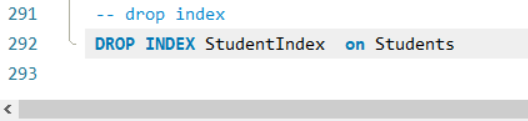 291 -- drop index
292 DROP INDEX StudentIndex  on Students
293